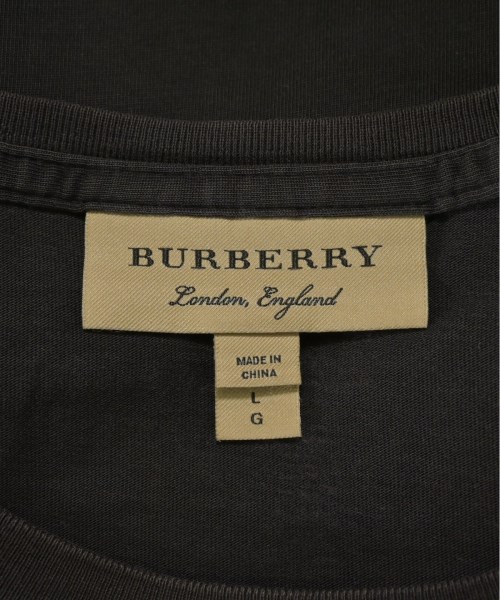 BURBERRY
London, England
MADE IN
CHINA
L
G